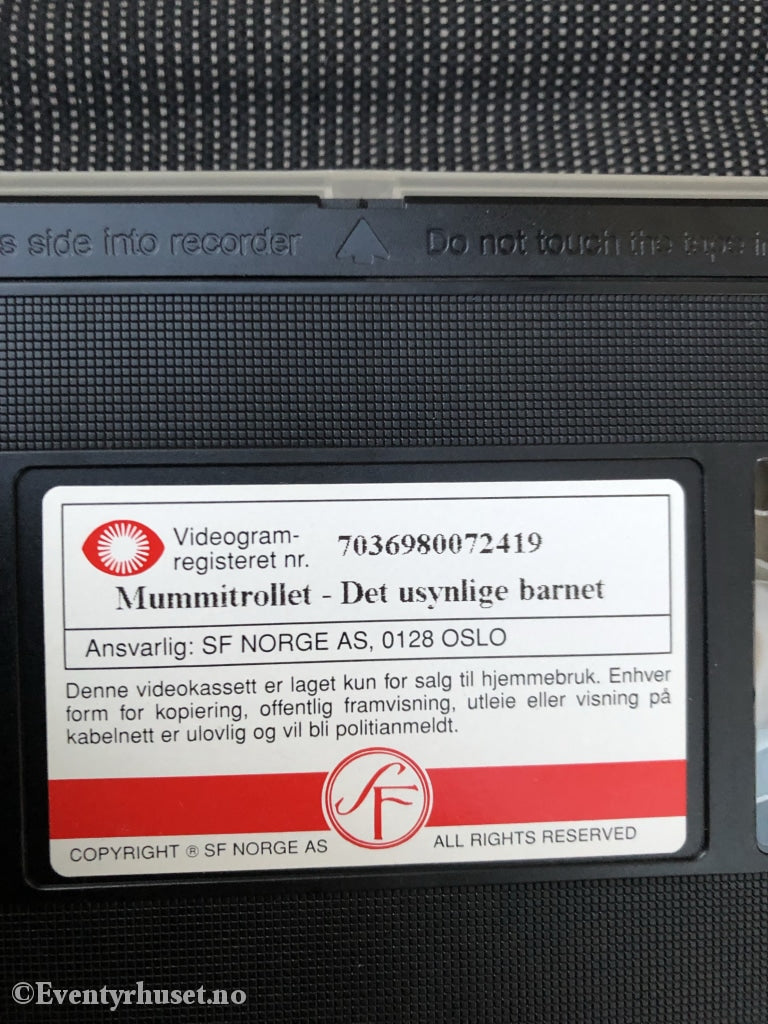 s side into recorder Do not touch the tape in
Videogram-
registeret nr. 7036980072419
Mummitrollet - Det usynlige barnet
Ansvarlig: SF NORGE AS, 0128 OSLO
Denne videokassett er laget kun for salg til hjemmebruk. Enhver
form for kopiering, offentlig framvisning, utleie eller visning på
kabelnett er ulovlig og vil bli politianmeldt.
SF
COPYRIGHT ® SF NORGE AS ALL RIGHTS RESERVED
©Eventyrhuset.no